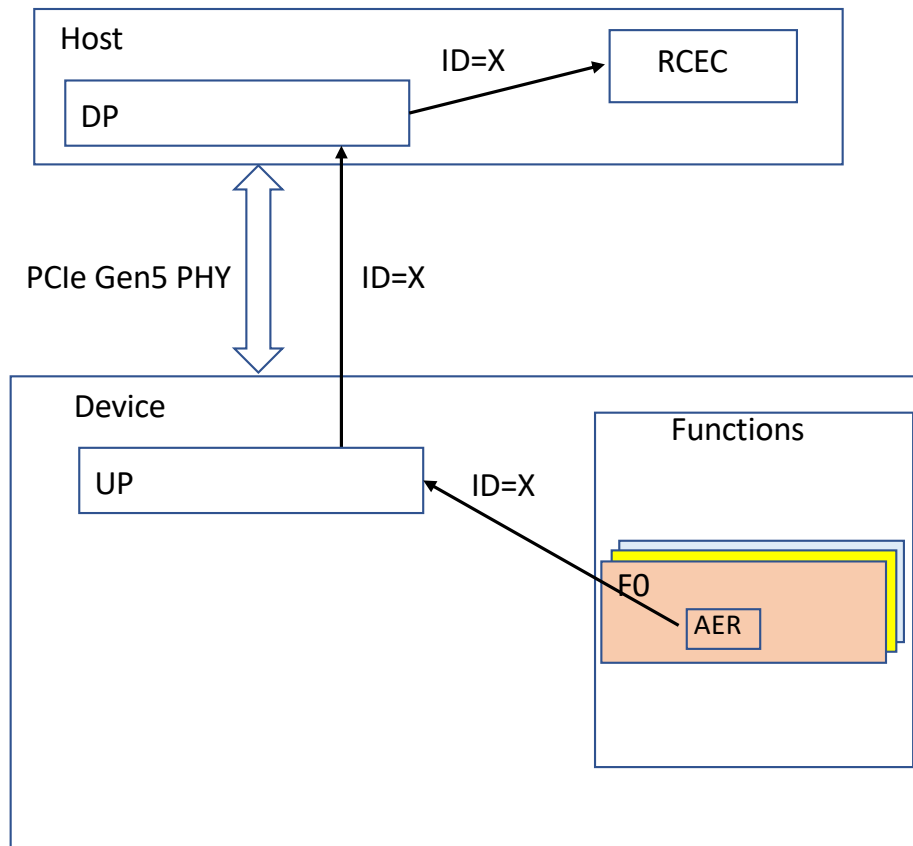 Host
ID=X
RCEC
DP
PCIe Gen5 PHY
ID=X
Device
Functions
UP
ID=X
F0
AER